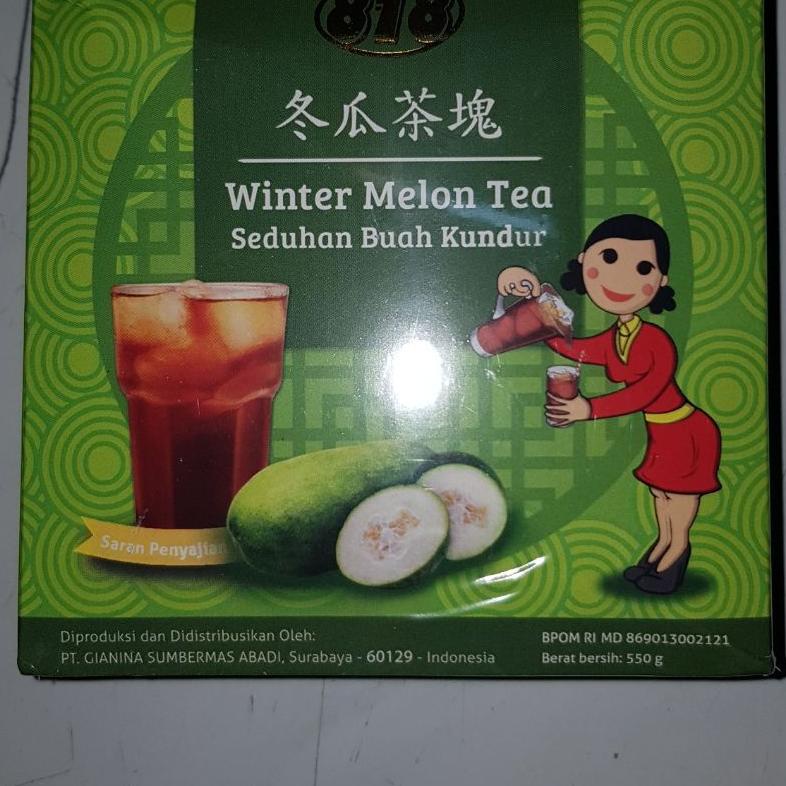 818
冬瓜茶塊
Winter Melon Tea
Seduhan Buah Kundur
Saran Penyajian
Diproduksi dan Didistribusikan Oleh:
PT. GIANINA SUMBERMAS ABADI, Surabaya - 60129 - Indonesia
BPOM RI MD 869013002121
Berat bersih: 550 g